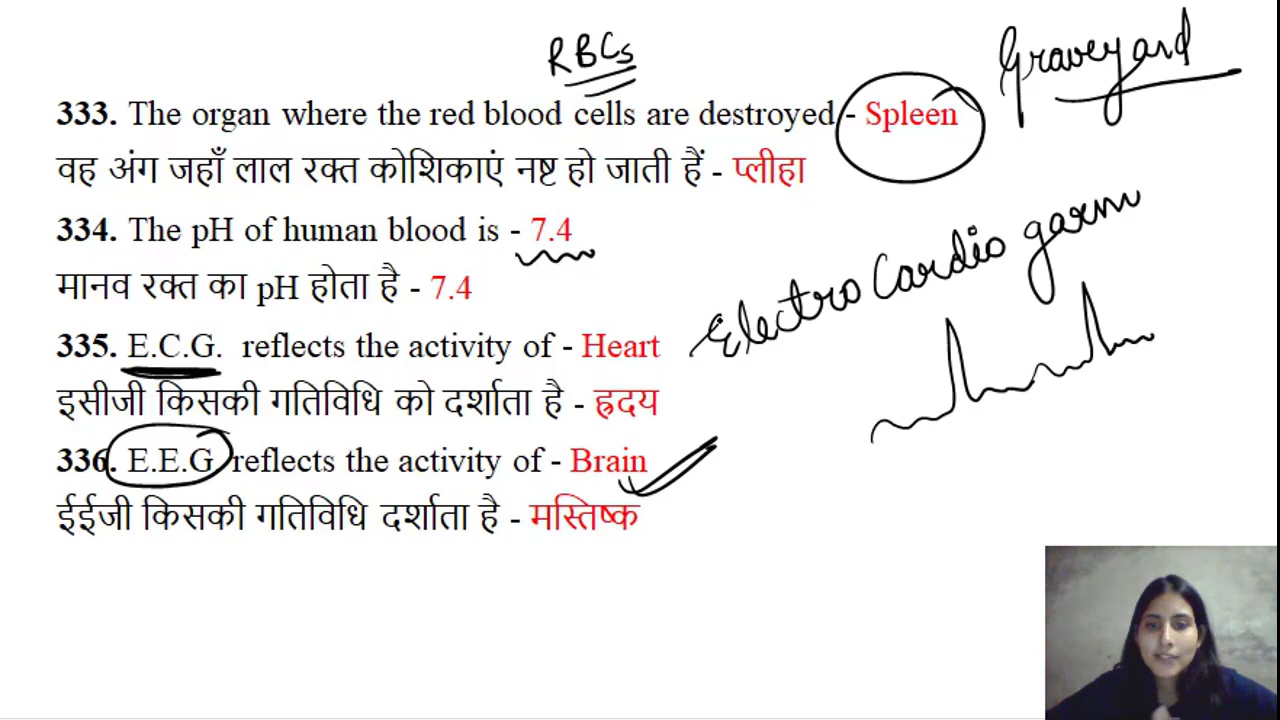 RBCs
Graveyard
333. The organ where the red blood cells are destroyed - Spleen
वह अंग जहाँ लाल रक्त कोशिकाएं नष्ट हो जाती हैं - प्लीहा
334. The pH of human blood is - 7.4
मानव रक्त का pH होता है - 7.4
Electro Cardio garm
335. E.C.G. reflects the activity of - Heart
इसीजी किसकी गतिविधि को दर्शाता है - ह्रदय
336. E.E.G reflects the activity of - Brain
ईईजी किसकी गतिविधि दर्शाता है - मस्तिष्क